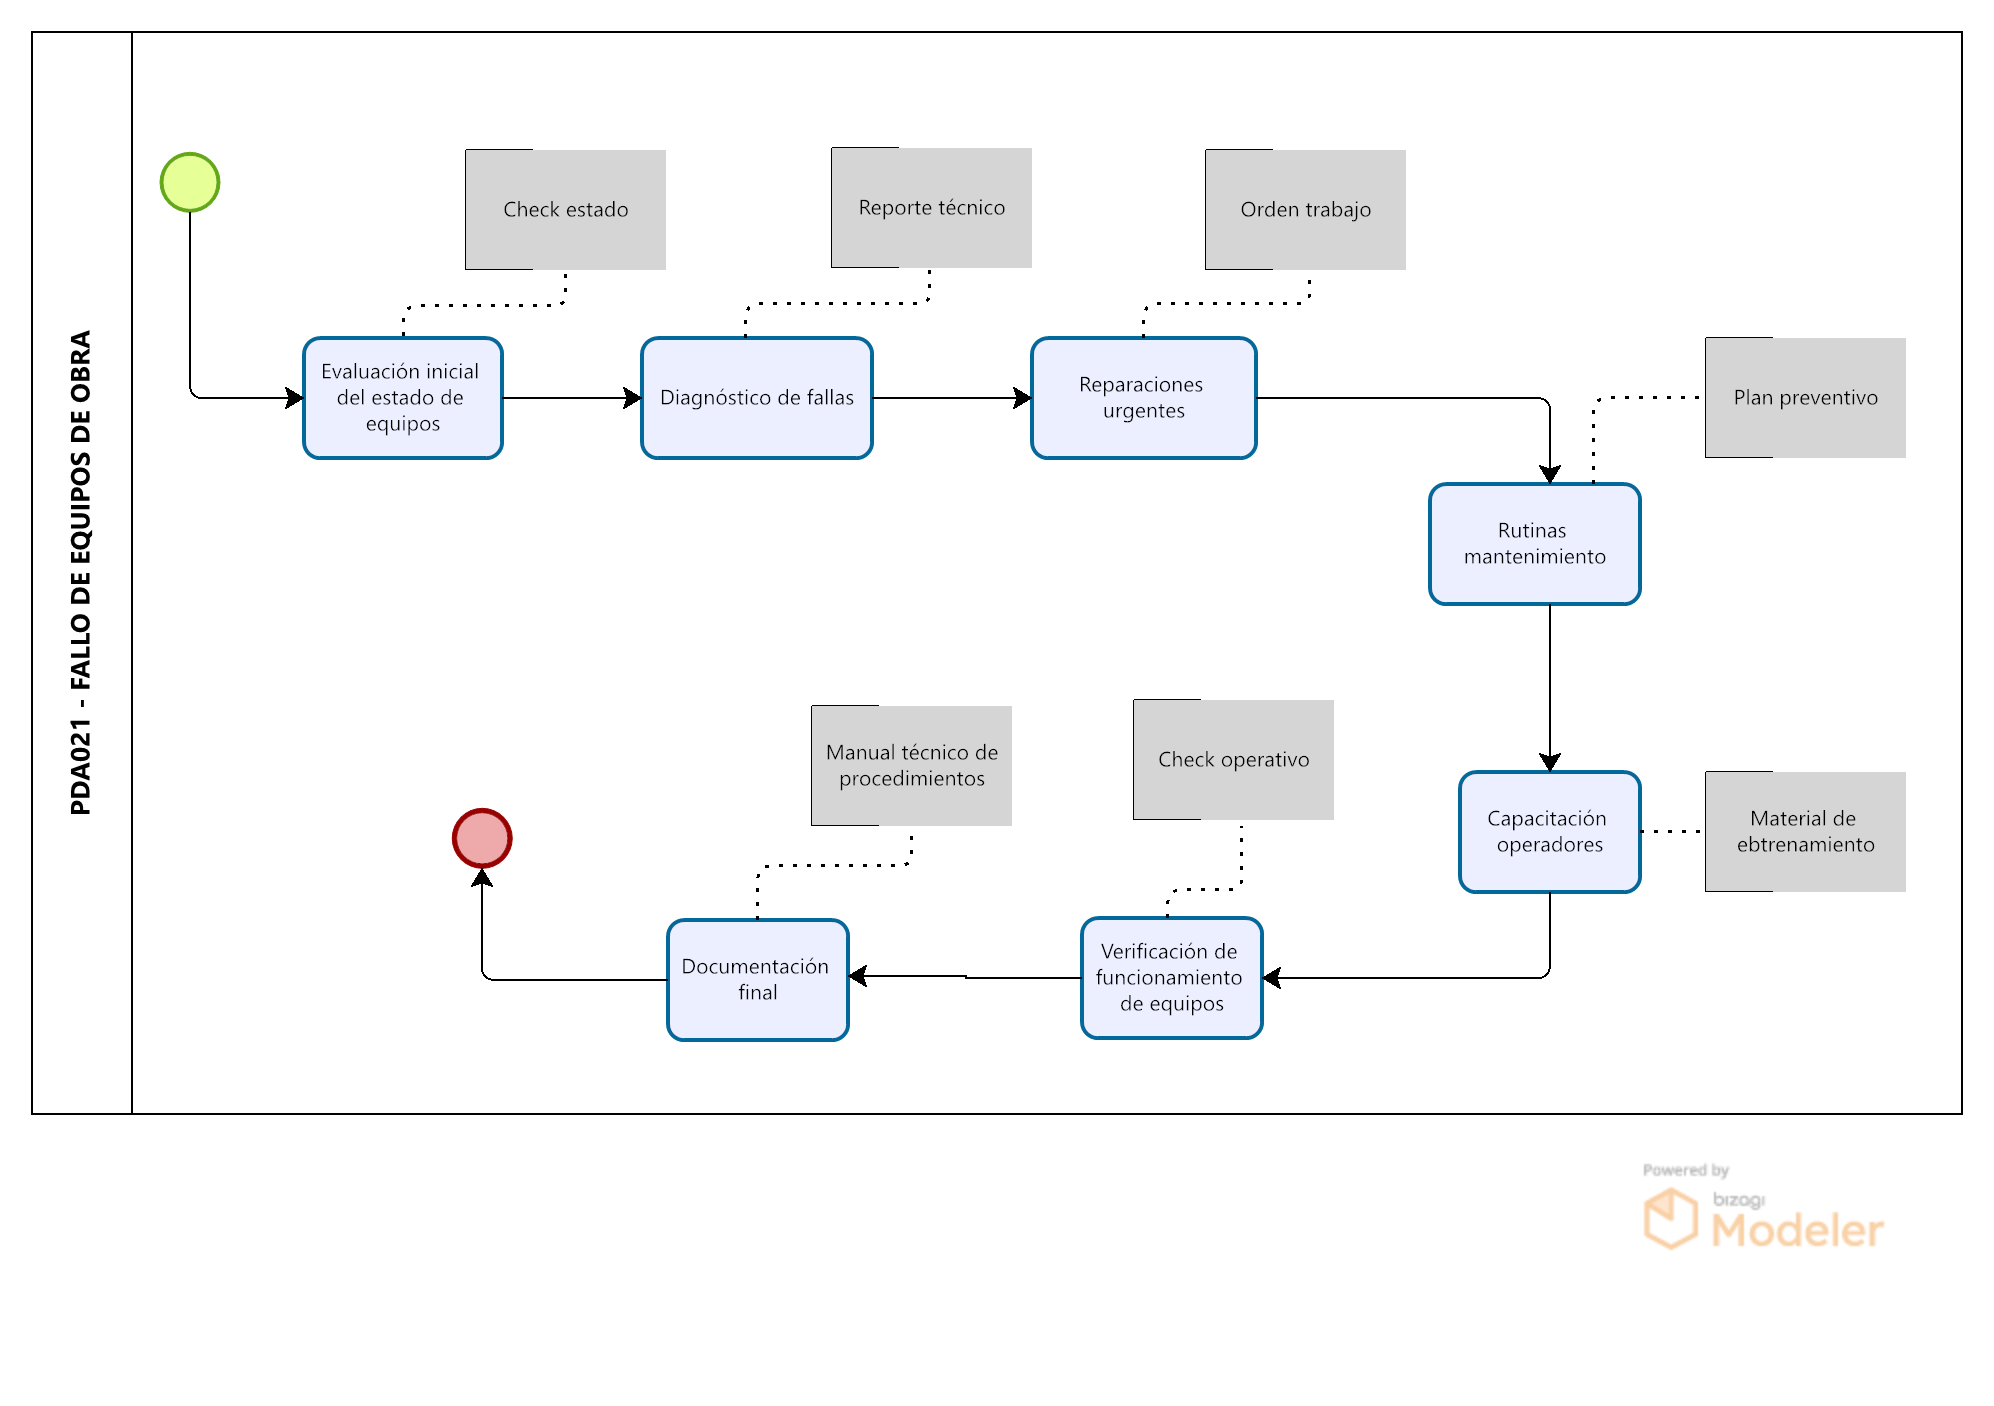 PDA021 - FALLO DE EQUIPOS DE OBRA
Check estado
Reporte técnico
Orden trabajo
Evaluación inicial
del estado de
equipos
Diagnóstico de fallas
Reparaciones
urgentes
Plan preventivo
Rutinas
mantenimiento
Manual técnico de
procedimientos
Check operativo
Capacitación
operadores
Material de
ebtrenamiento
Documentación
final
Verificación de
funcionamiento
de equipos
Powered by
bizagi
Modeler